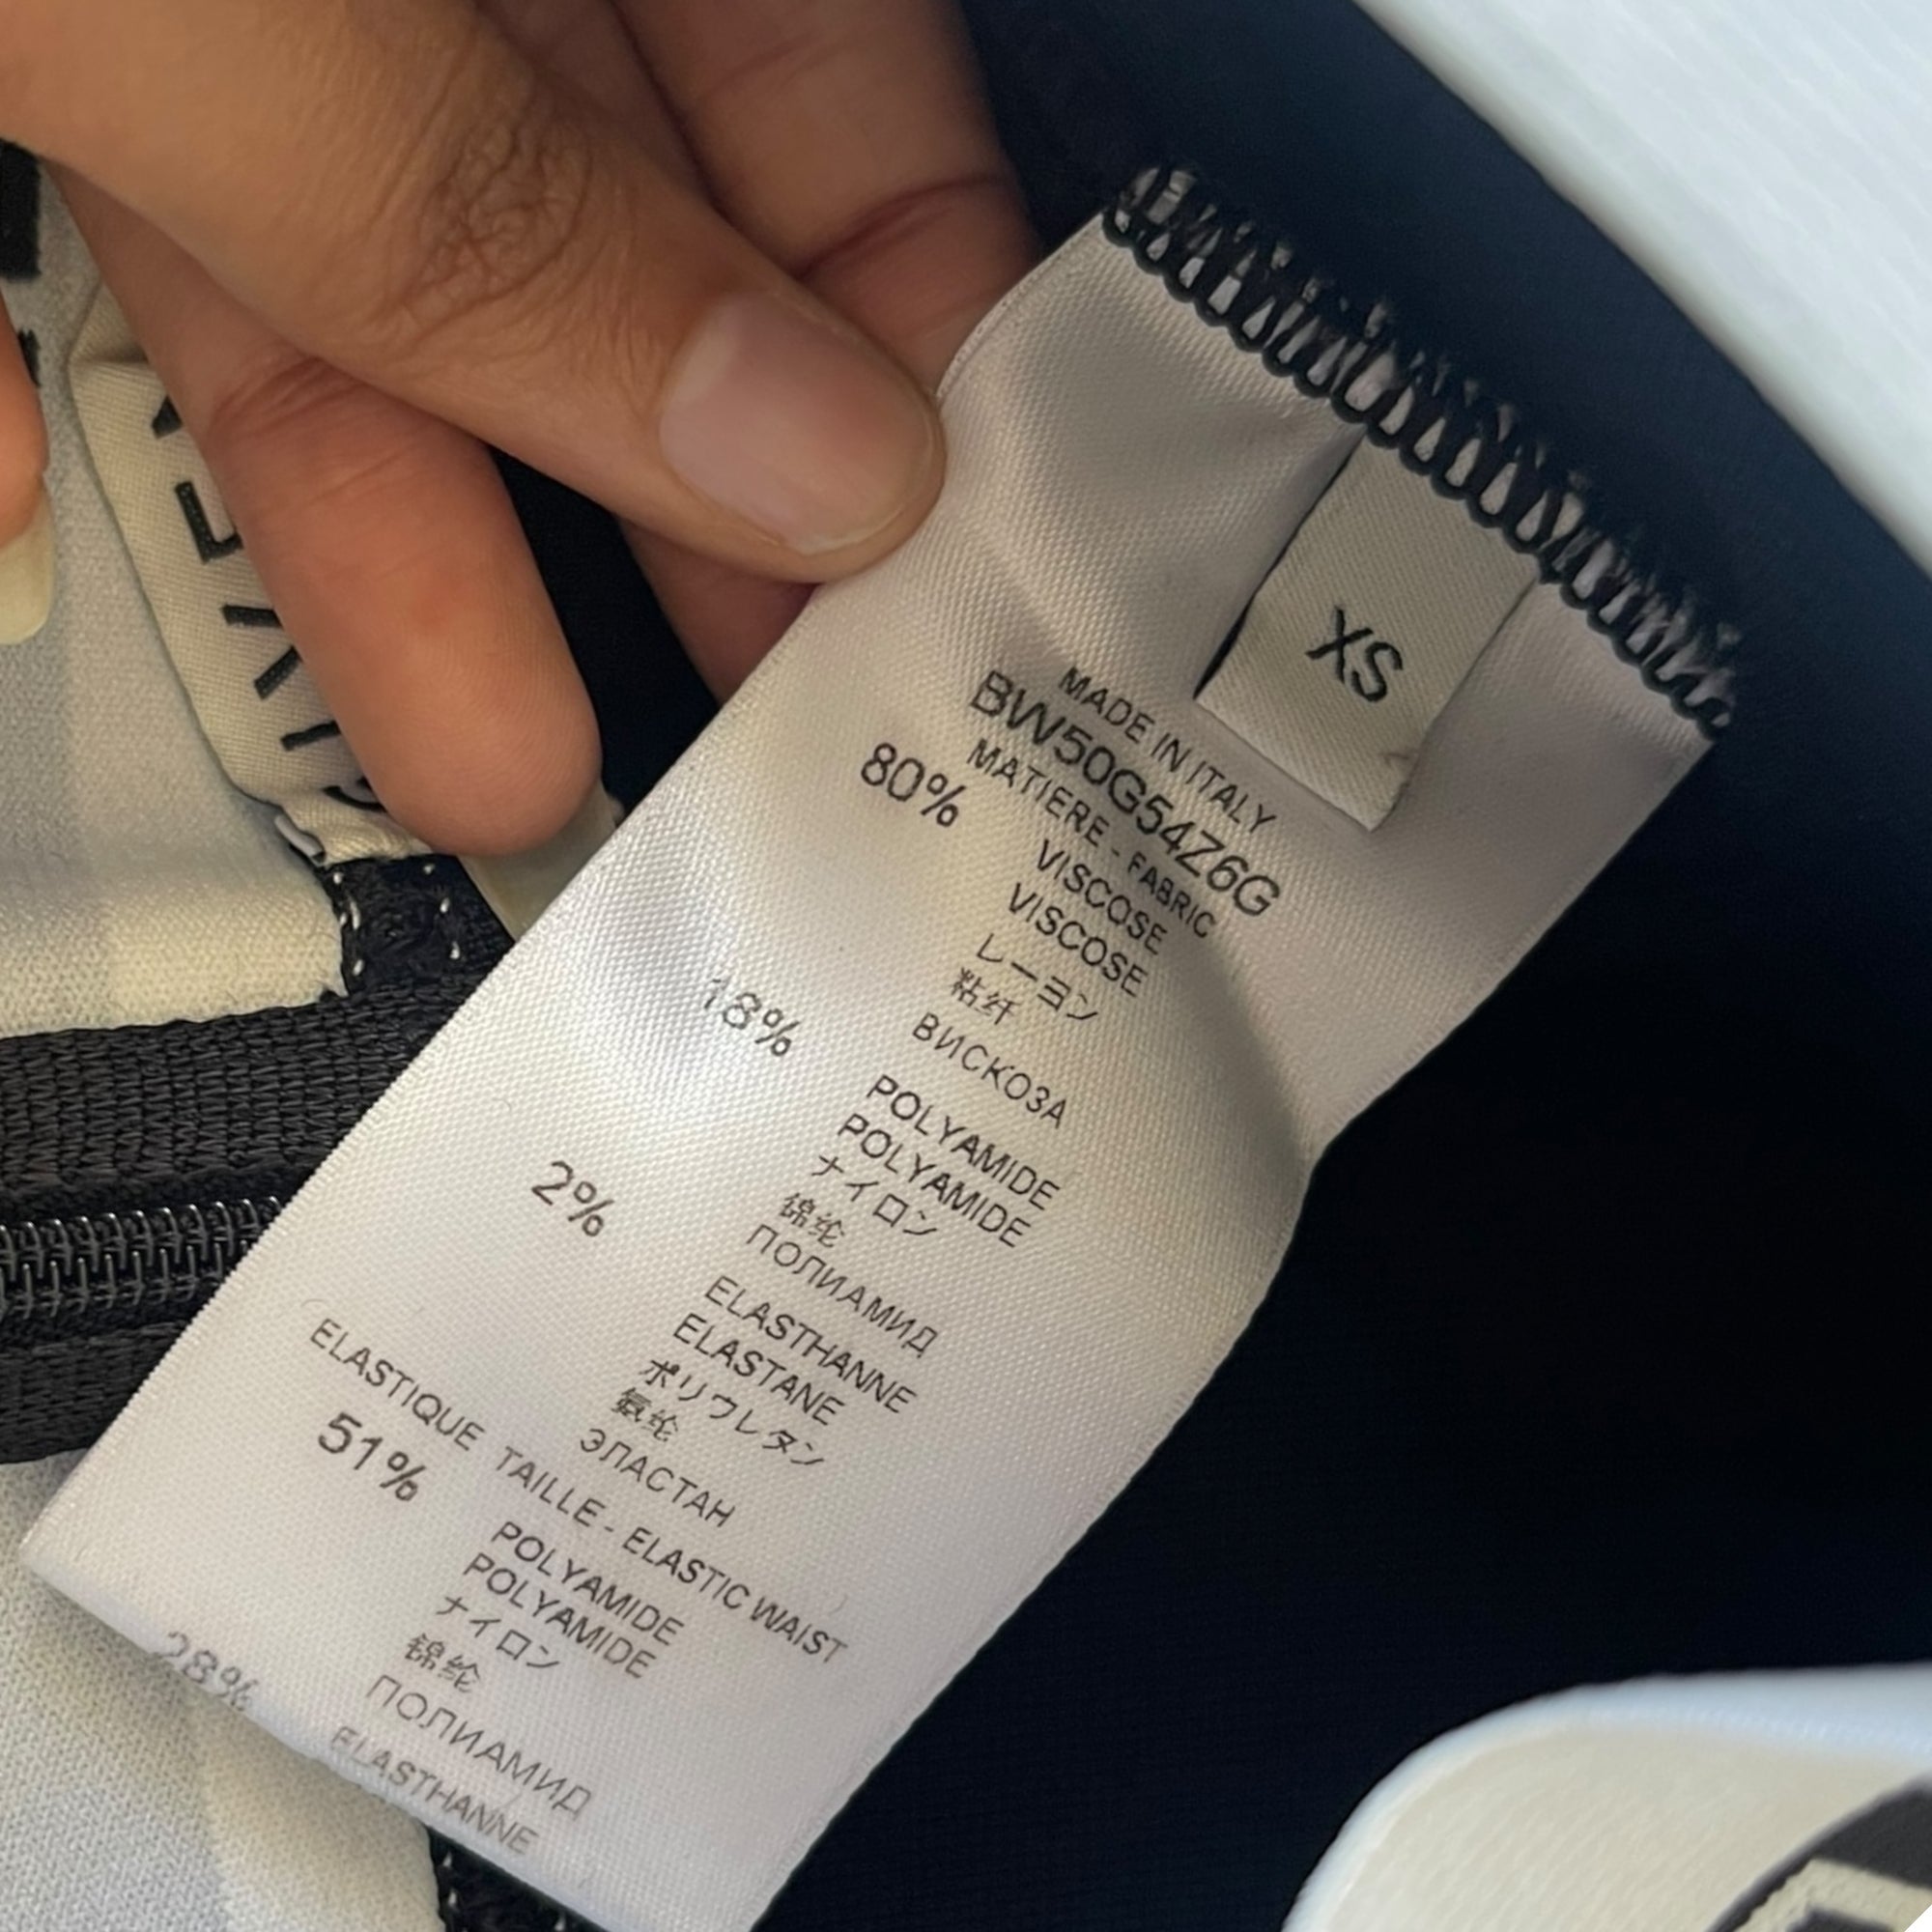 XS
MADE IN ITALY
BW50G54Z6G
MATIERE - FABRIC
80% VISCOSE
VISCOSE
レーヨン
粘纤
ВИСКОЗА
18% POLYAMIDE
POLYAMIDE
ナイロン
锦纶
ПОЛИАМИД
2% ELASTHANNE
ELASTANE
ポリウレタン
氨纶
ЭЛАСТАН
ELASTIQUE TAILLE - ELASTIC WAIST
51% POLYAMIDE
POLYAMIDE
ナイロン
锦纶
ПОЛИАМИД
28% ELASTHANNE